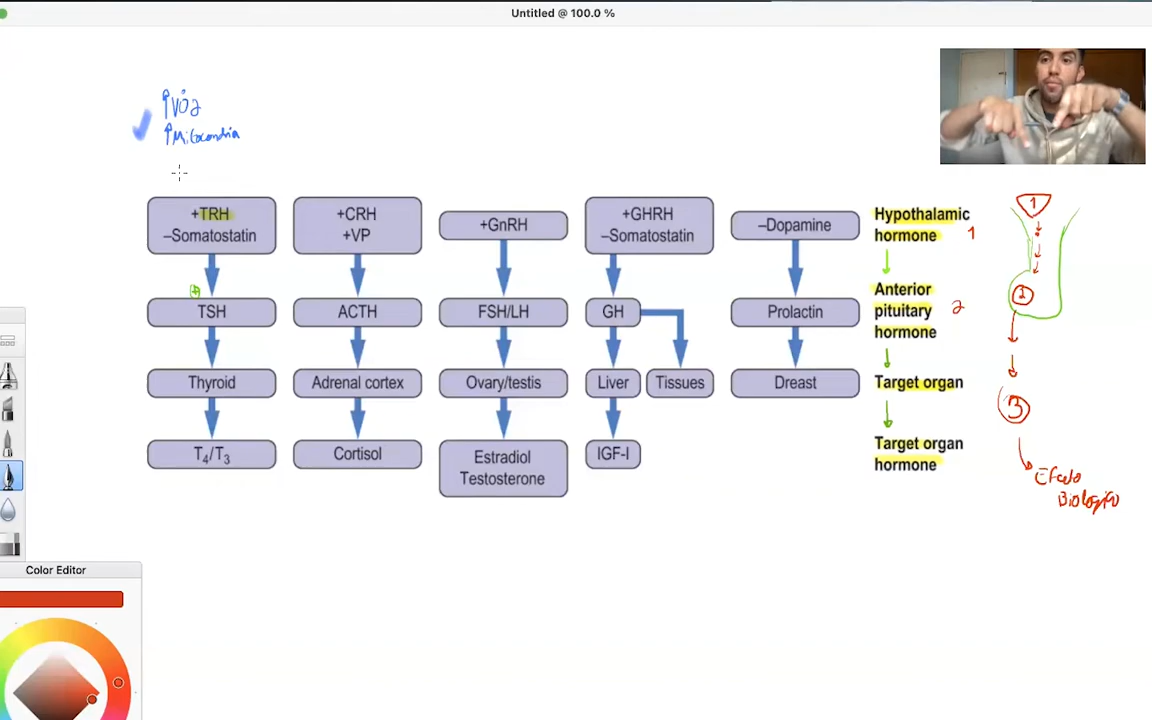 Untitled @ 100.0 %
↑VO2
↑Mitocondria
+TRH
–Somatostatin
+CRH
+VP
+GnRH
+GHRH
–Somatostatin
–Dopamine
Hypothalamic
hormone 1
1
+
TSH
ACTH
FSH/LH
GH
Prolactin
Anterior
pituitary 2
hormone
2
Thyroid
Adrenal cortex
Ovary/testis
Liver
Tissues
Dreast
Target organ
3
T₄/T₃
Cortisol
Estradiol
Testosterone
IGF-I
Target organ
hormone
Efecto
Biológico
Color Editor